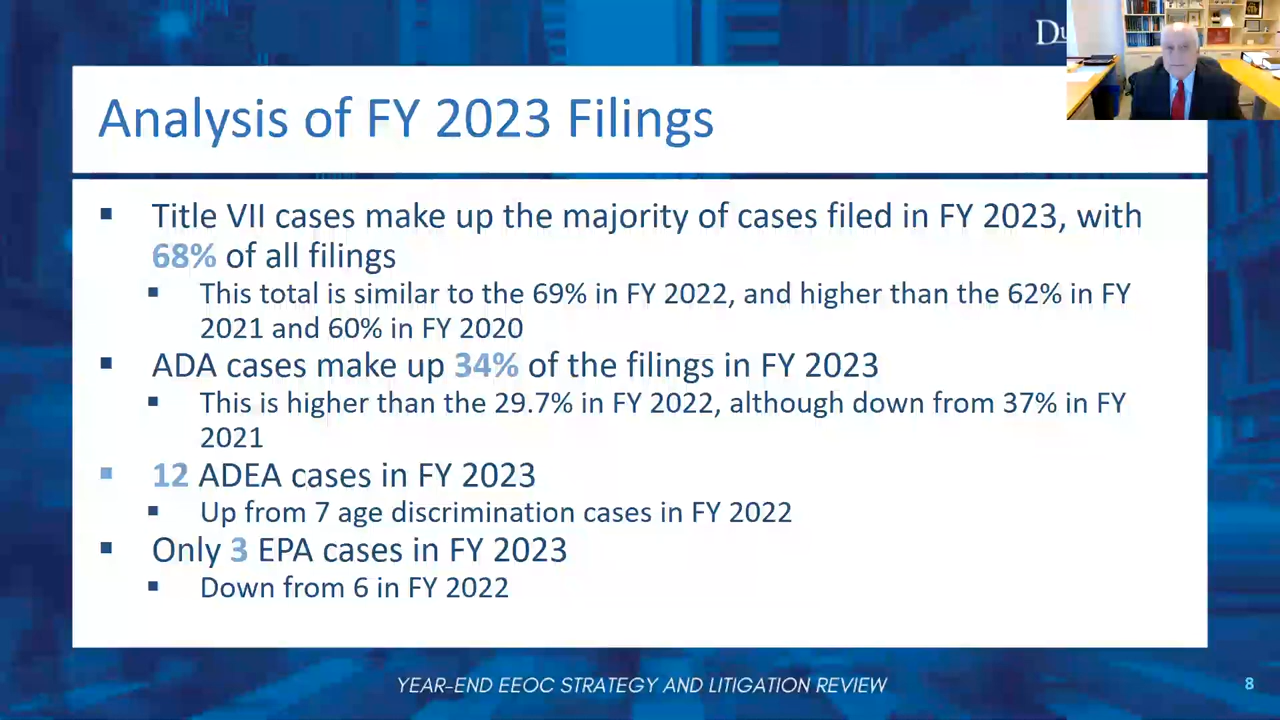 Du
Analysis of FY 2023 Filings
▪ Title VII cases make up the majority of cases filed in FY 2023, with
68% of all filings
▪ This total is similar to the 69% in FY 2022, and higher than the 62% in FY
2021 and 60% in FY 2020
▪ ADA cases make up 34% of the filings in FY 2023
▪ This is higher than the 29.7% in FY 2022, although down from 37% in FY
2021
▪ 12 ADEA cases in FY 2023
▪ Up from 7 age discrimination cases in FY 2022
▪ Only 3 EPA cases in FY 2023
▪ Down from 6 in FY 2022
YEAR-END EEOC STRATEGY AND LITIGATION REVIEW
8